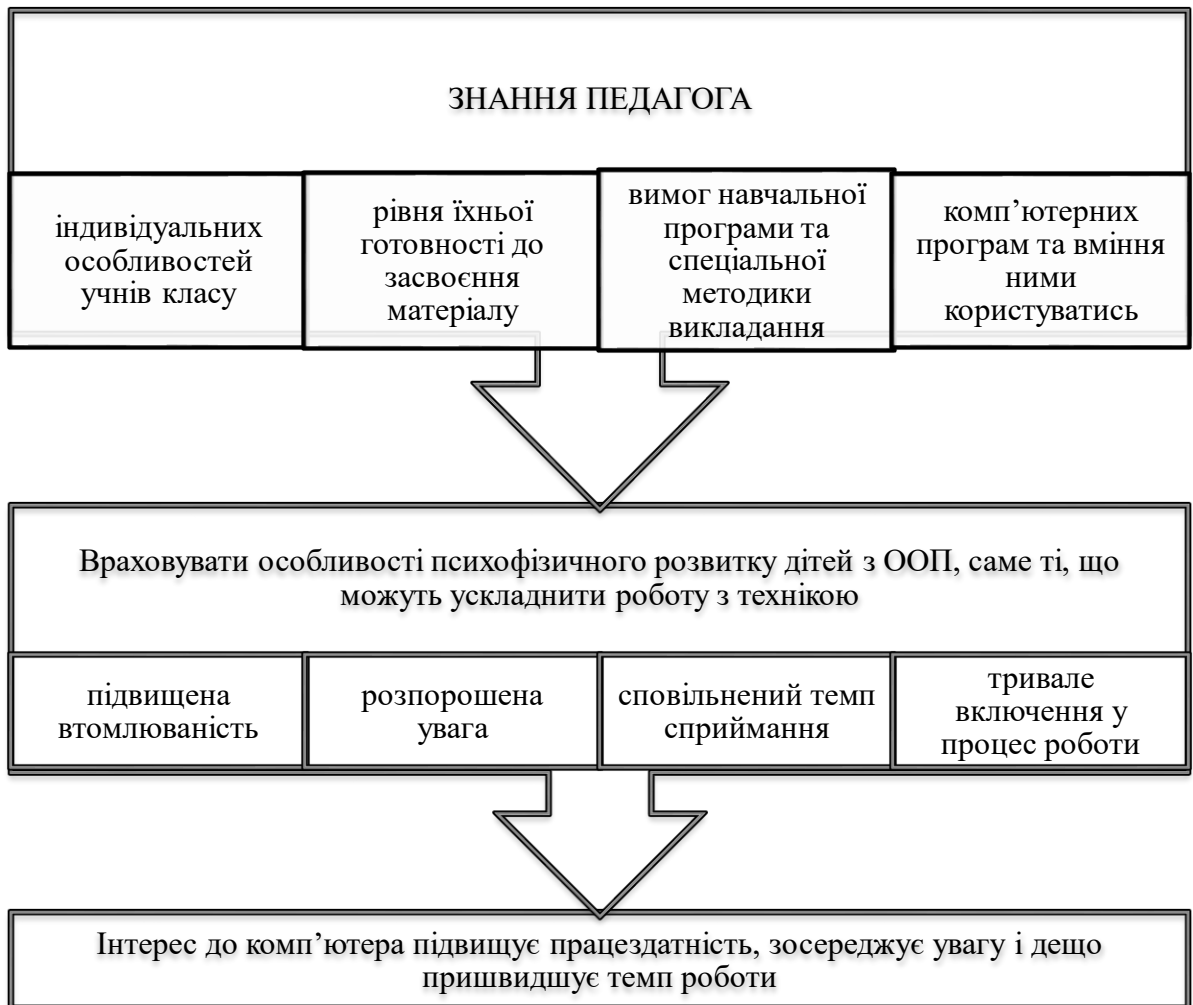 ЗНАННЯ ПЕДАГОГА
індивідуальних
особливостей
учнів класу
рівня їхньої
готовності до
засвоєння
матеріалу
вимог навчальної
програми та
спеціальної
методики
викладання
комп’ютерних
програм та вміння
ними
користуватись
Враховувати особливості психофізичного розвитку дітей з ООП, саме ті, що
можуть ускладнити роботу з технікою
підвищена
втомлюваність
розпорошена
увага
сповільнений темп
сприймання
тривале
включення у
процес роботи
Інтерес до комп’ютера підвищує працездатність, зосереджує увагу і дещо
пришвидшує темп роботи